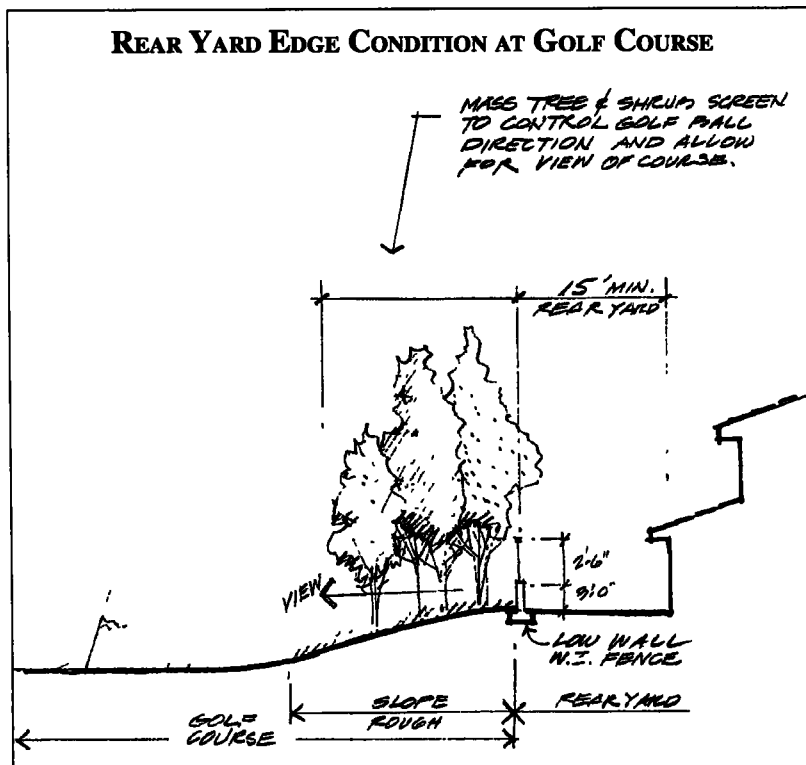 REAR YARD EDGE CONDITION AT GOLF COURSE
MASS TREE & SHRUB SCREEN
TO CONTROL GOLF BALL
DIRECTION AND ALLOW
FOR VIEW OF COURSE.
15' MIN.
REAR YARD
2'-6"
3'-0"
VIEW
LOW WALL
W.I. FENCE
SLOPE
ROUGH
REAR YARD
GOLF
COURSE